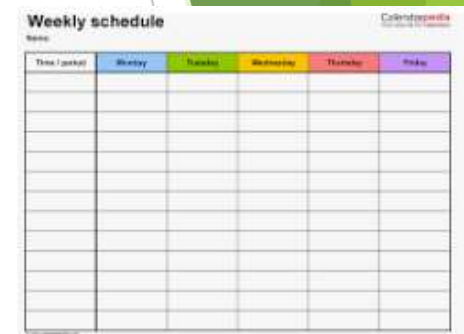 Weekly schedule
Calendarpedia
Name:
Time / period Monday Tuesday Wednesday Thursday Friday